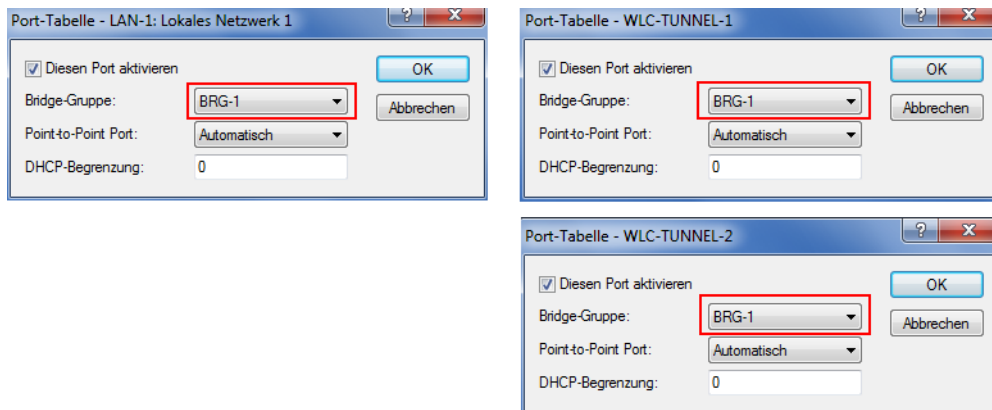 Port-Tabelle - LAN-1: Lokales Netzwerk 1
Diesen Port aktivieren
OK
Bridge-Gruppe:
BRG-1
Abbrechen
Point-to-Point Port:
Automatisch
DHCP-Begrenzung:
0
Port-Tabelle - WLC-TUNNEL-1
Diesen Port aktivieren
OK
Bridge-Gruppe:
BRG-1
Abbrechen
Point-to-Point Port:
Automatisch
DHCP-Begrenzung:
0
Port-Tabelle - WLC-TUNNEL-2
Diesen Port aktivieren
OK
Bridge-Gruppe:
BRG-1
Abbrechen
Point-to-Point Port:
Automatisch
DHCP-Begrenzung:
0